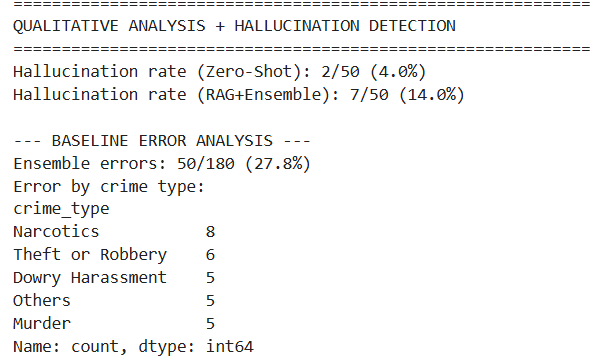 ==========================================================
QUALITATIVE ANALYSIS + HALLUCINATION DETECTION
==========================================================
Hallucination rate (Zero-Shot): 2/50 (4.0%)
Hallucination rate (RAG+Ensemble): 7/50 (14.0%)

--- BASELINE ERROR ANALYSIS ---
Ensemble errors: 50/180 (27.8%)
Error by crime type:
crime_type
Narcotics           8
Theft or Robbery    6
Dowry Harassment    5
Others              5
Murder              5
Name: count, dtype: int64